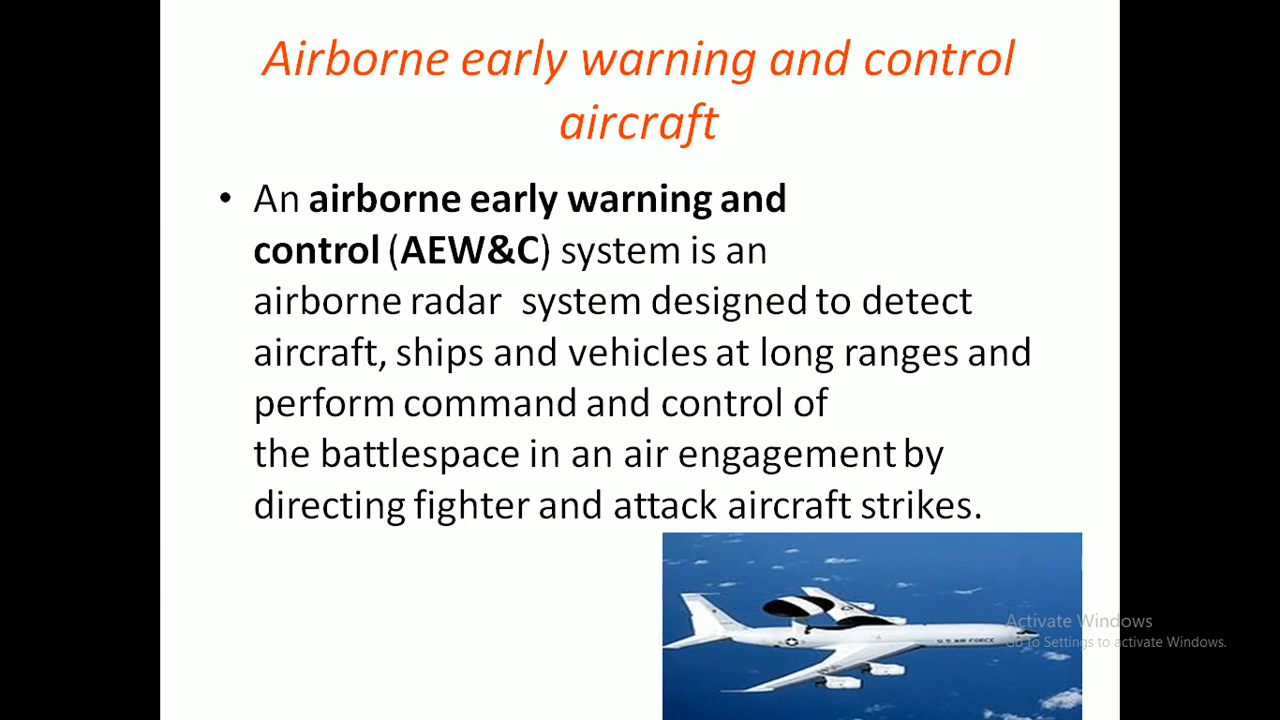 Airborne early warning and control
aircraft
• An airborne early warning and
control (AEW&C) system is an
airborne radar system designed to detect
aircraft, ships and vehicles at long ranges and
perform command and control of
the battlespace in an air engagement by
directing fighter and attack aircraft strikes.
U.S. AIR FORCE
Activate Windows
Go to Settings to activate Windows.